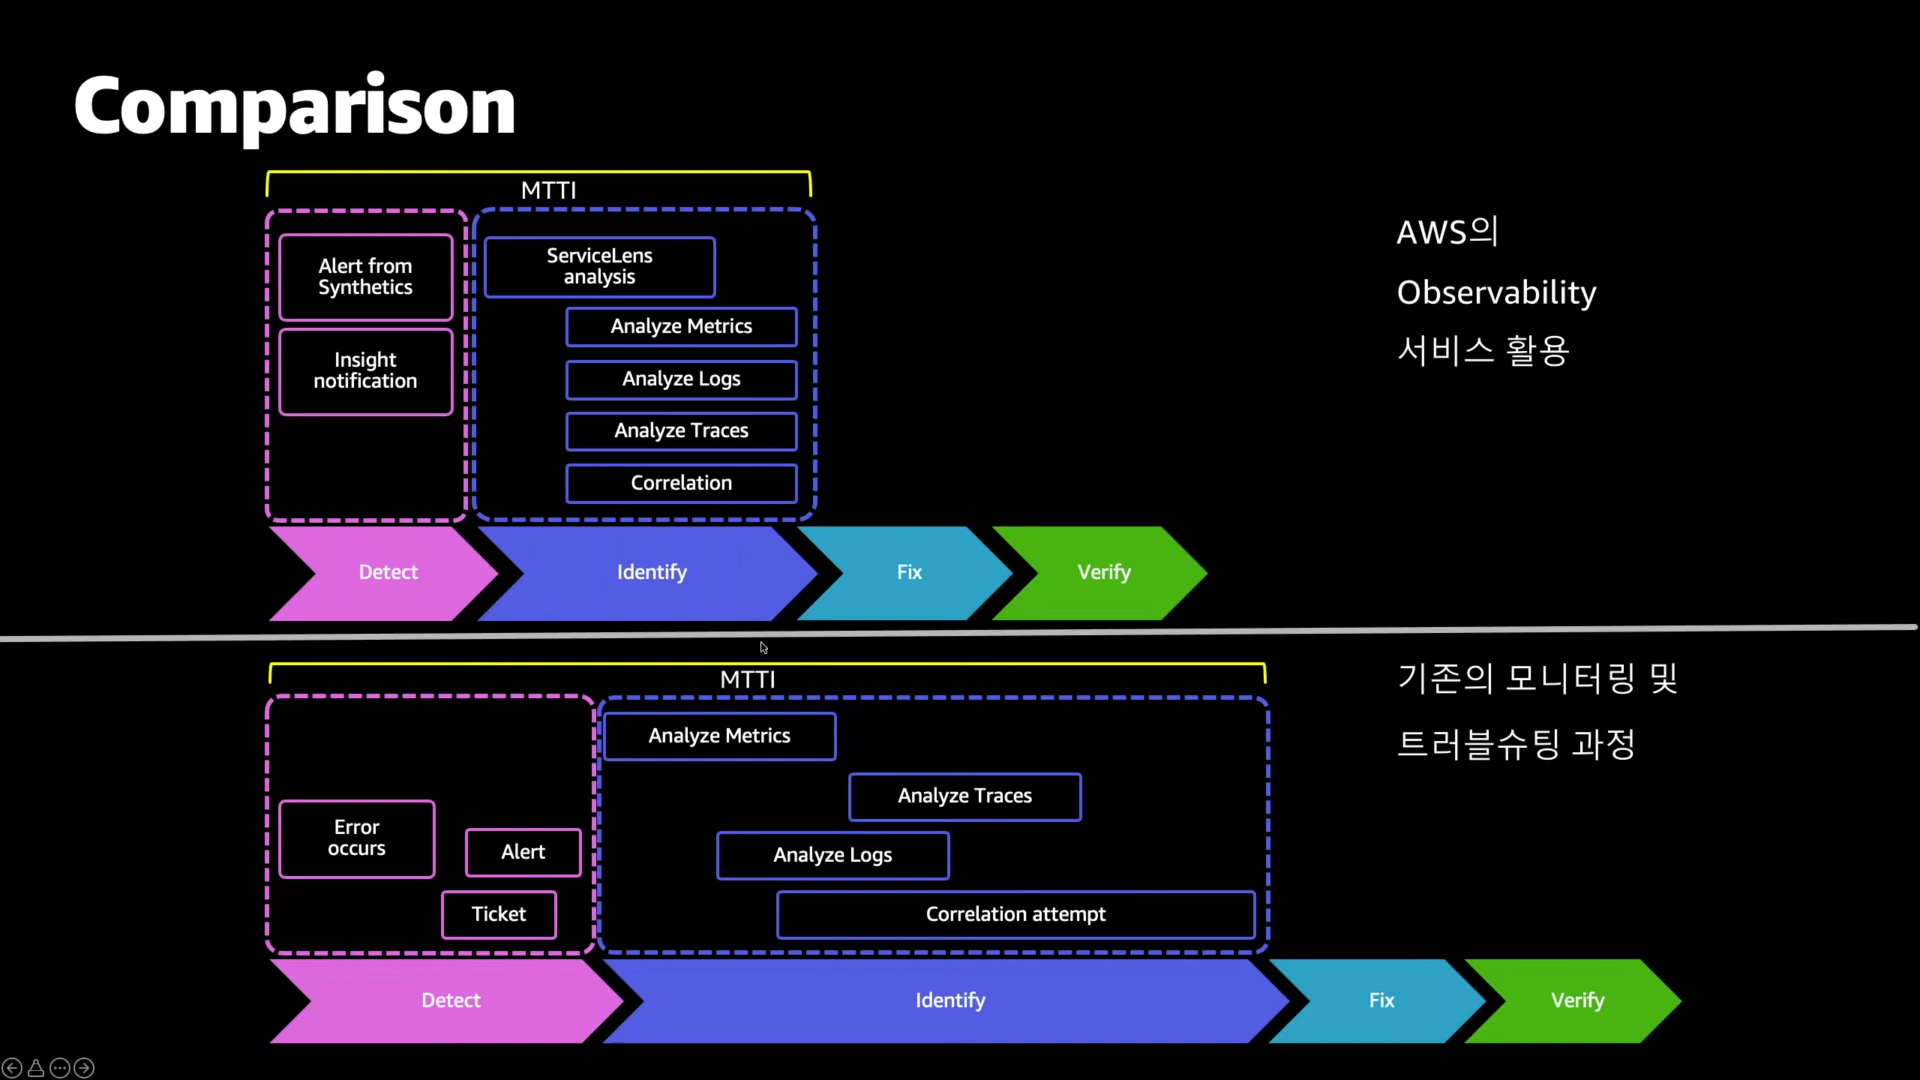 Comparison
MTTI
Alert from
Synthetics
Insight
notification
ServiceLens
analysis
Analyze Metrics
Analyze Logs
Analyze Traces
Correlation
Detect
Identify
Fix
Verify
AWS의
Observability
서비스 활용
MTTI
Error
occurs
Alert
Ticket
Analyze Metrics
Analyze Traces
Analyze Logs
Correlation attempt
Detect
Identify
Fix
Verify
기존의 모니터링 및
트러블슈팅 과정